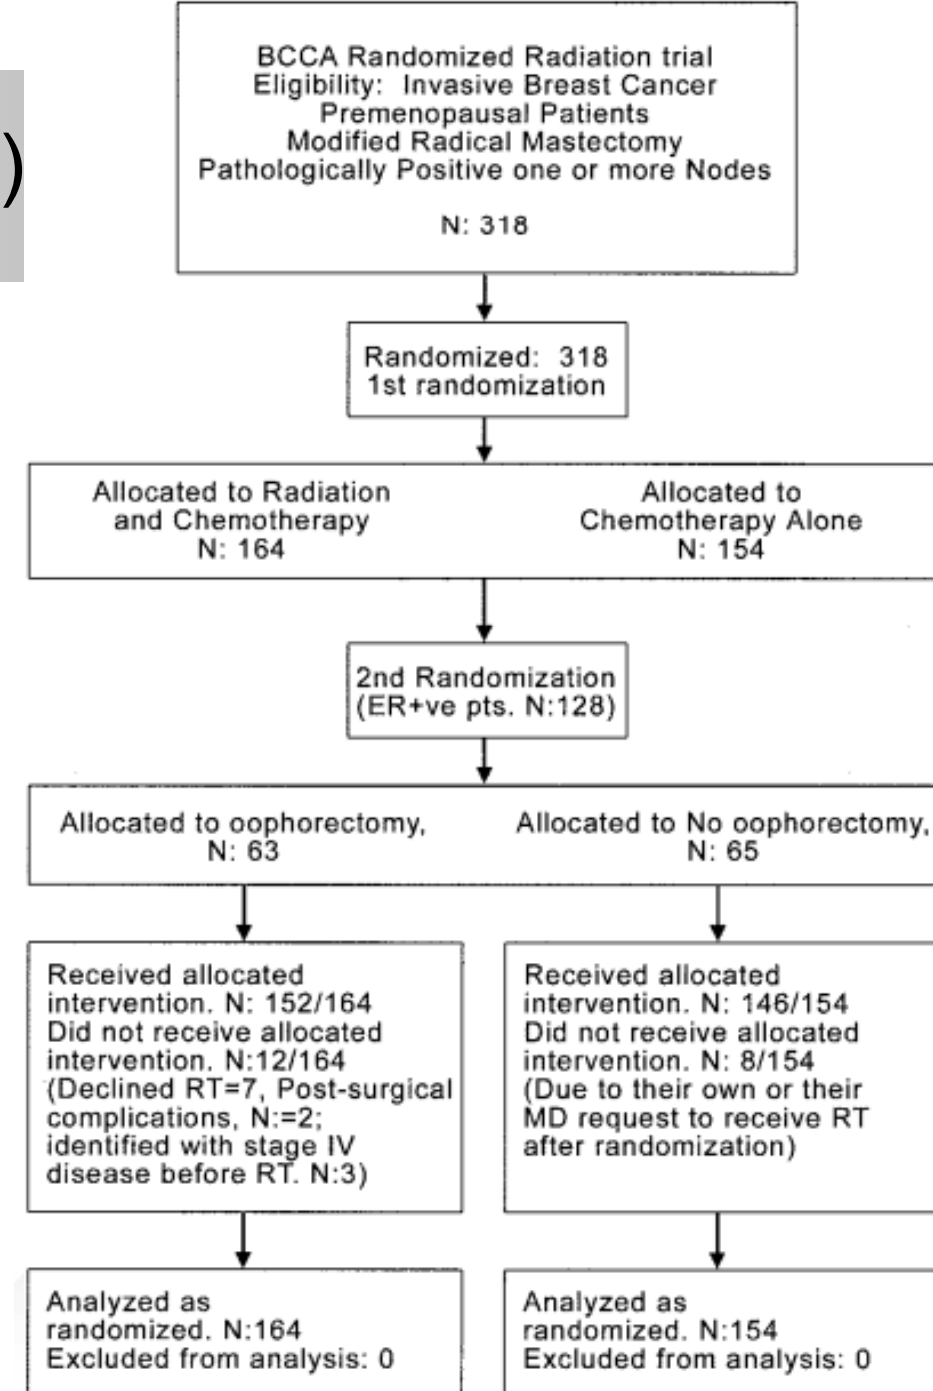 )
BCCA Randomized Radiation trial
Eligibility: Invasive Breast Cancer
Premenopausal Patients
Modified Radical Mastectomy
Pathologically Positive one or more Nodes
N: 318
Randomized: 318
1st randomization
Allocated to Radiation
and Chemotherapy
N: 164
Allocated to
Chemotherapy Alone
N: 154
2nd Randomization
(ER+ve pts. N:128)
Allocated to oophorectomy,
N: 63
Allocated to No oophorectomy,
N: 65
Received allocated
intervention. N: 152/164
Did not receive allocated
intervention. N:12/164
(Declined RT=7, Post-surgical
complications, N:=2;
identified with stage IV
disease before RT. N:3)
Received allocated
intervention. N: 146/154
Did not receive allocated
intervention. N: 8/154
(Due to their own or their
MD request to receive RT
after randomization)
Analyzed as
randomized. N:164
Excluded from analysis: 0
Analyzed as
randomized. N:154
Excluded from analysis: 0